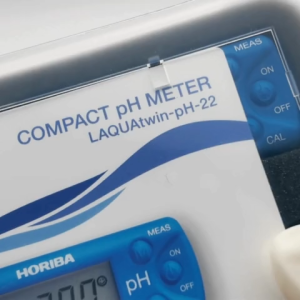 MEAS
ON
OFF
CAL
COMPACT pH METER
LAQUAtwin-pH-22
HORIBA
MEAS
ON
pH
OFF